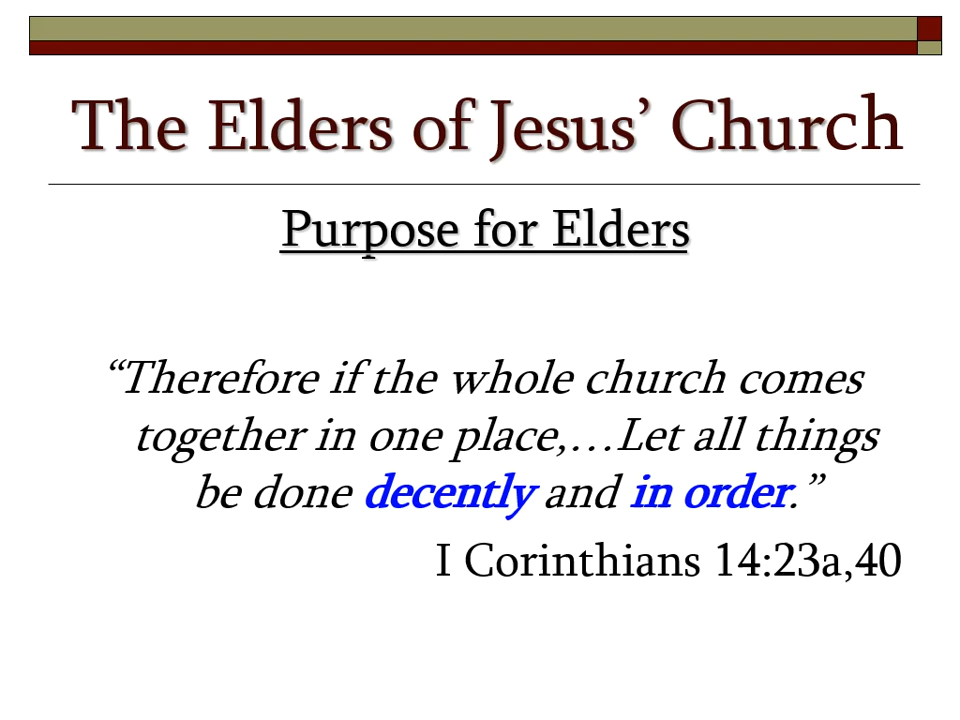 The Elders of Jesus’ Church
Purpose for Elders
“Therefore if the whole church comes
together in one place,…Let all things
be done decently and in order.”
I Corinthians 14:23a,40